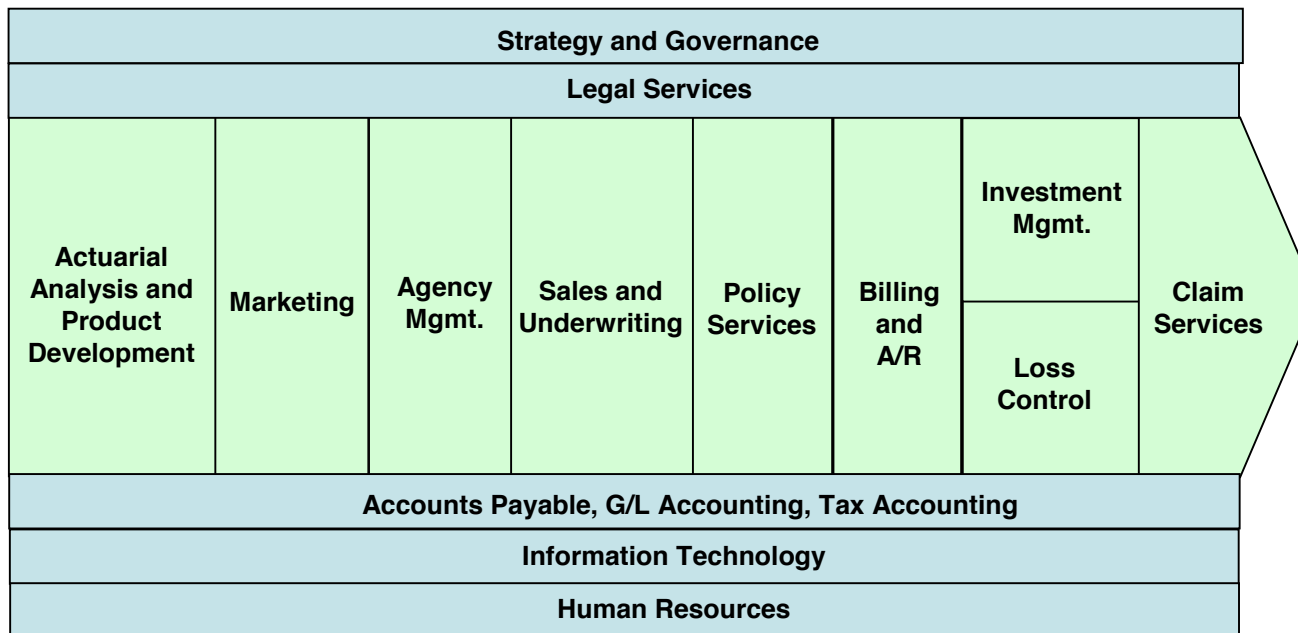 Strategy and Governance
Legal Services
Actuarial
Analysis and
Product
Development
Marketing
Agency
Mgmt.
Sales and
Underwriting
Policy
Services
Billing
and
A/R
Investment
Mgmt.
Loss
Control
Claim
Services
Accounts Payable, G/L Accounting, Tax Accounting
Information Technology
Human Resources